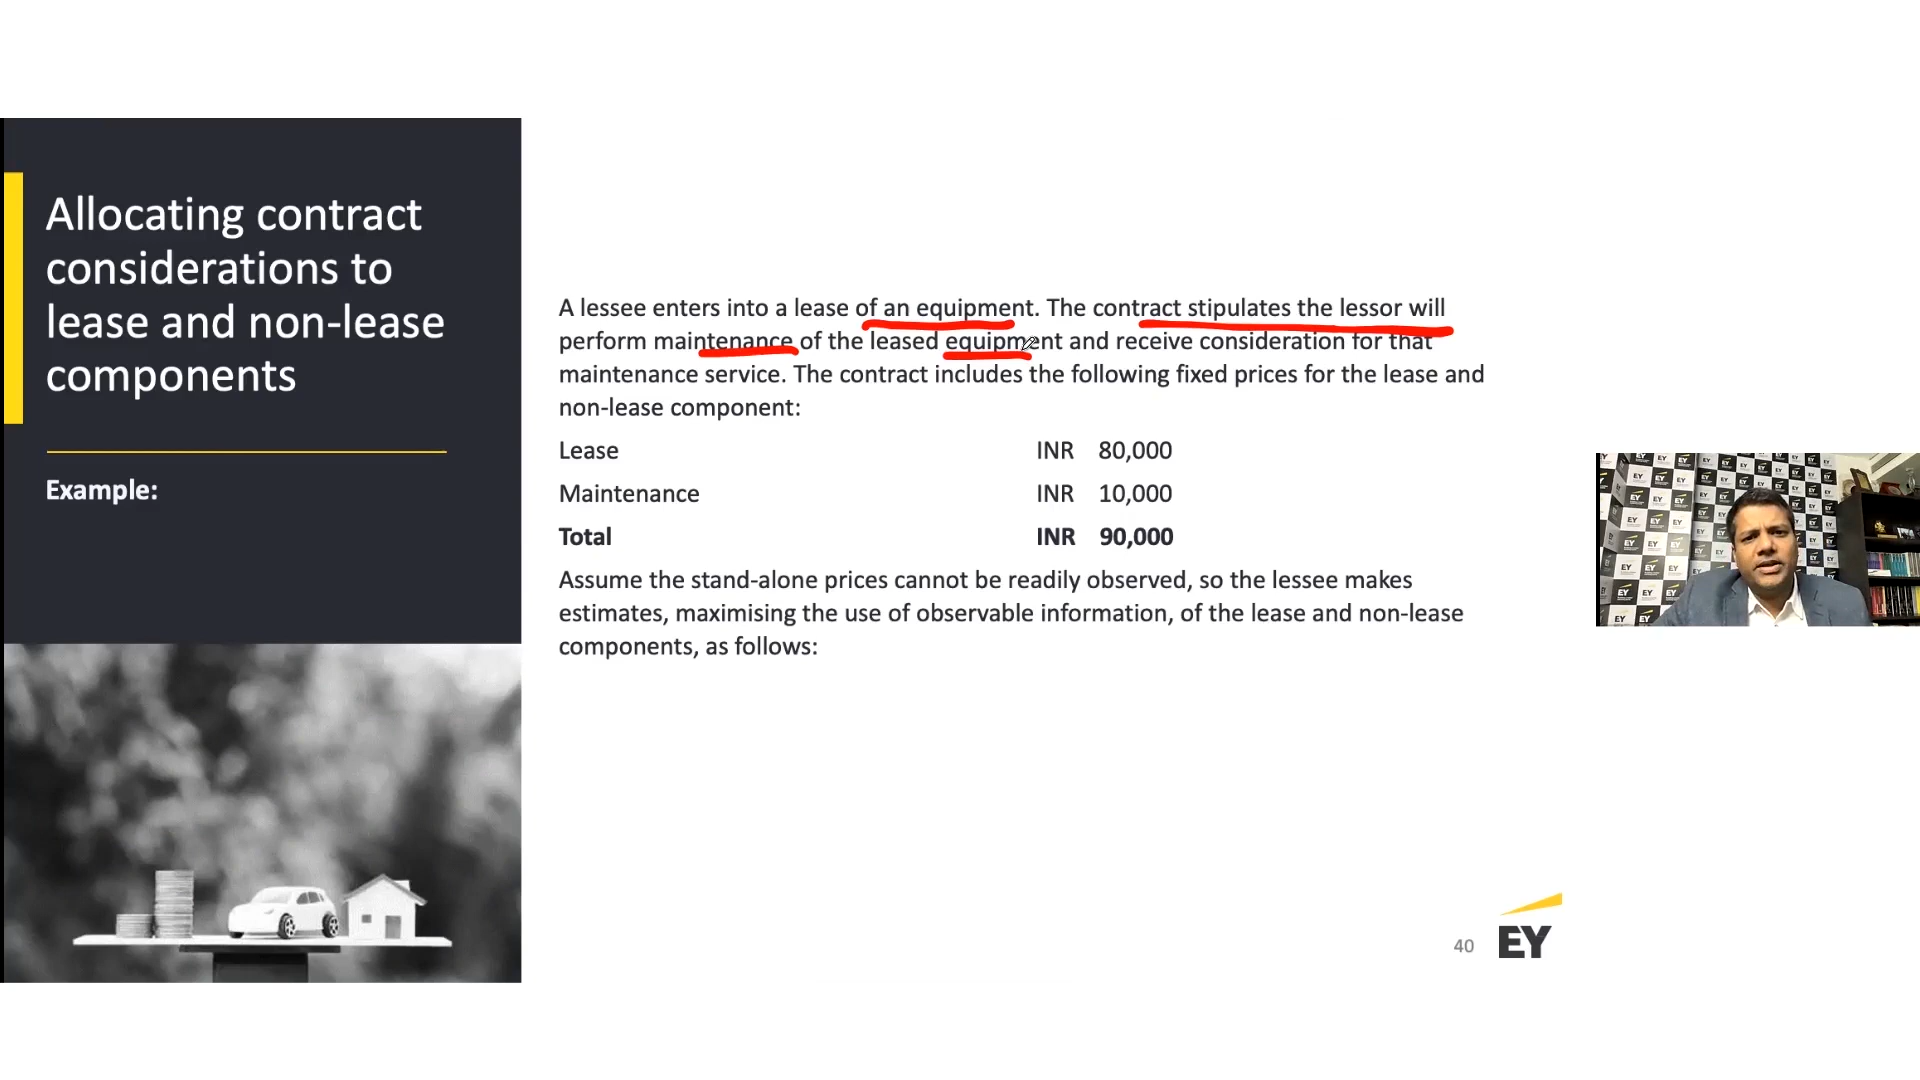 Allocating contract
considerations to
lease and non-lease
components
Example:
A lessee enters into a lease of an equipment. The contract stipulates the lessor will
perform maintenance of the leased equipment and receive consideration for that
maintenance service. The contract includes the following fixed prices for the lease and
non-lease component:
Lease INR 80,000
Maintenance INR 10,000
Total INR 90,000
Assume the stand-alone prices cannot be readily observed, so the lessee makes
estimates, maximising the use of observable information, of the lease and non-lease
components, as follows:
40
EY